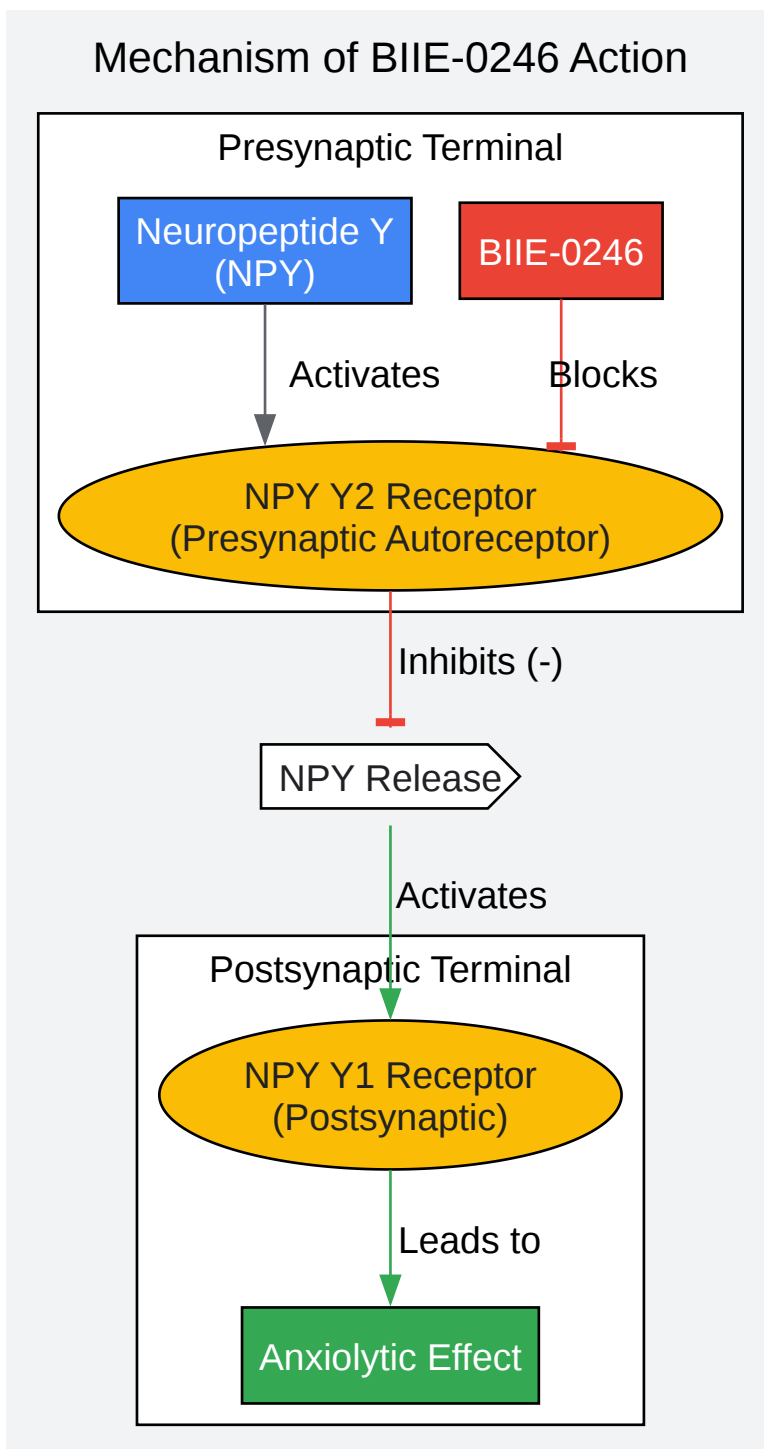 Mechanism of BIIE-0246 Action
Presynaptic Terminal
Neuropeptide Y
(NPY)
BIIE-0246
Activates
Blocks
NPY Y2 Receptor
(Presynaptic Autoreceptor)
Inhibits (-)
NPY Release
Activates
Postsynaptic Terminal
NPY Y1 Receptor
(Postsynaptic)
Leads to
Anxiolytic Effect